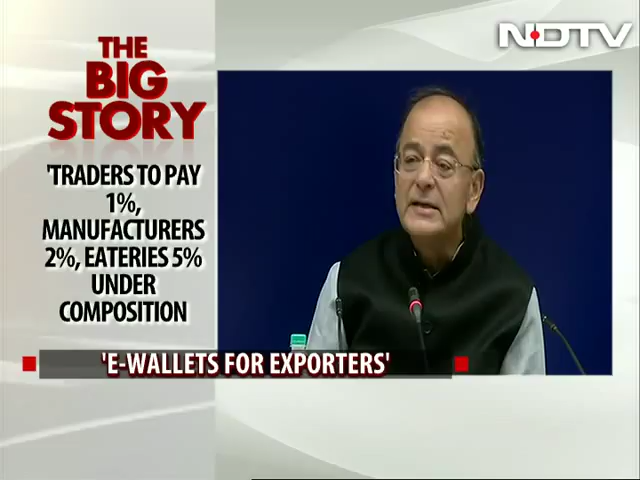 NDTV
THE
BIG
STORY
'TRADERS TO PAY
1%,
MANUFACTURERS
2%, EATERIES 5%
UNDER
COMPOSITION
'E-WALLETS FOR EXPORTERS'